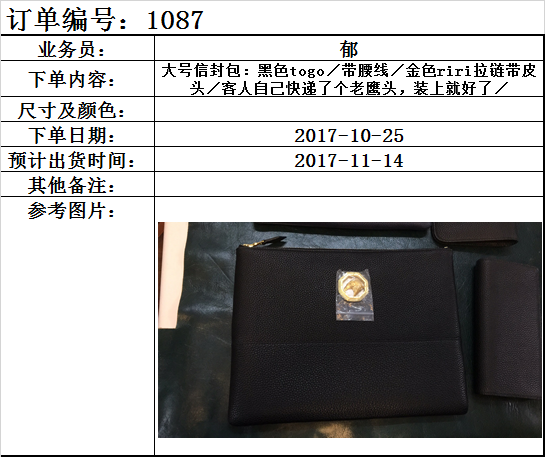 订单编号：1087
业务员： 郁
下单内容： 大号信封包：黑色togo／带腰线／金色riri拉链带皮
头／客人自己快递了个老鹰头，装上就好了／
尺寸及颜色：
下单日期： 2017-10-25
预计出货时间： 2017-11-14
其他备注：
参考图片：